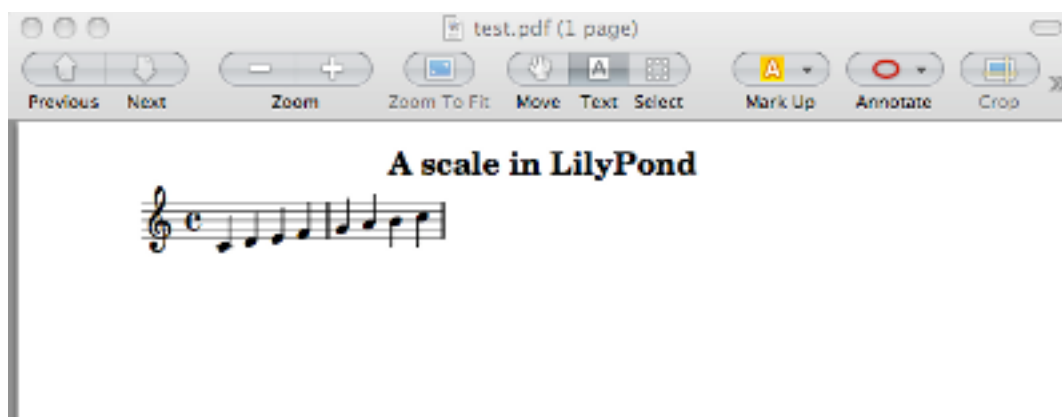 test.pdf (1 page)
Previous Next Zoom Zoom To Fit Move Text Select Mark Up Annotate Crop
A scale in LilyPond